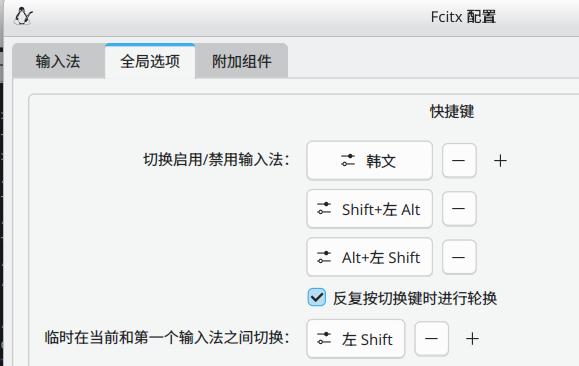 Fcitx 配置
输入法 全局选项 附加组件
快捷键
切换启用/禁用输入法： 韩文
Shift+左 Alt
Alt+左 Shift
反复按切换键时进行轮换
临时在当前和第一个输入法之间切换： 左 Shift